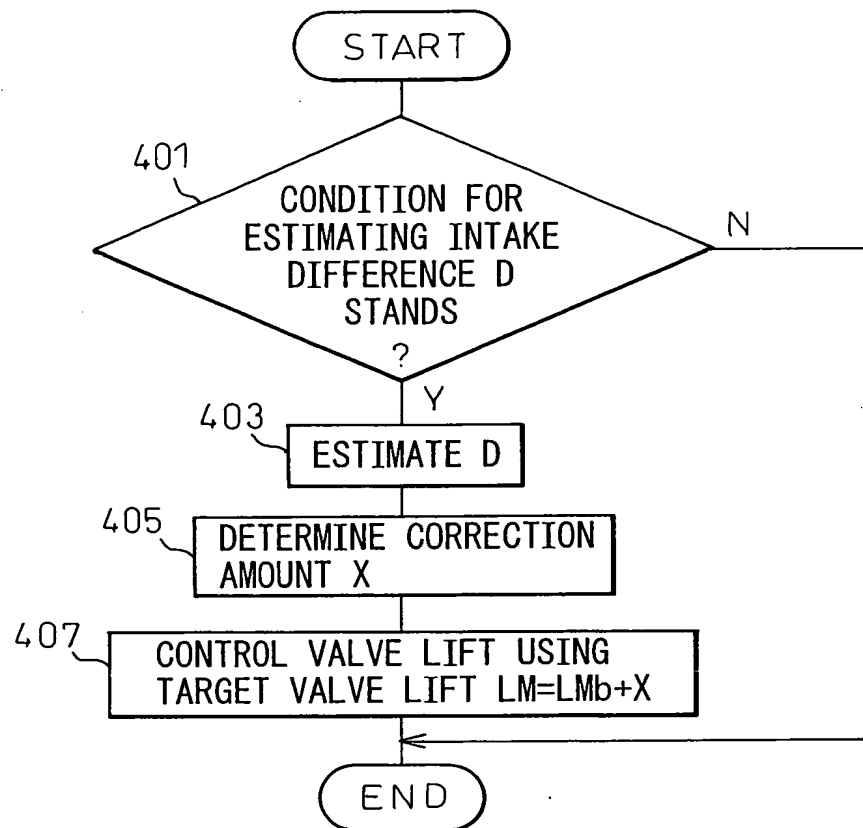 START
401
CONDITION FOR
ESTIMATING INTAKE
DIFFERENCE D
STANDS
?
N
Y
403
ESTIMATE D
405
DETERMINE CORRECTION
AMOUNT X
407
CONTROL VALVE LIFT USING
TARGET VALVE LIFT LM=LMb+X
END